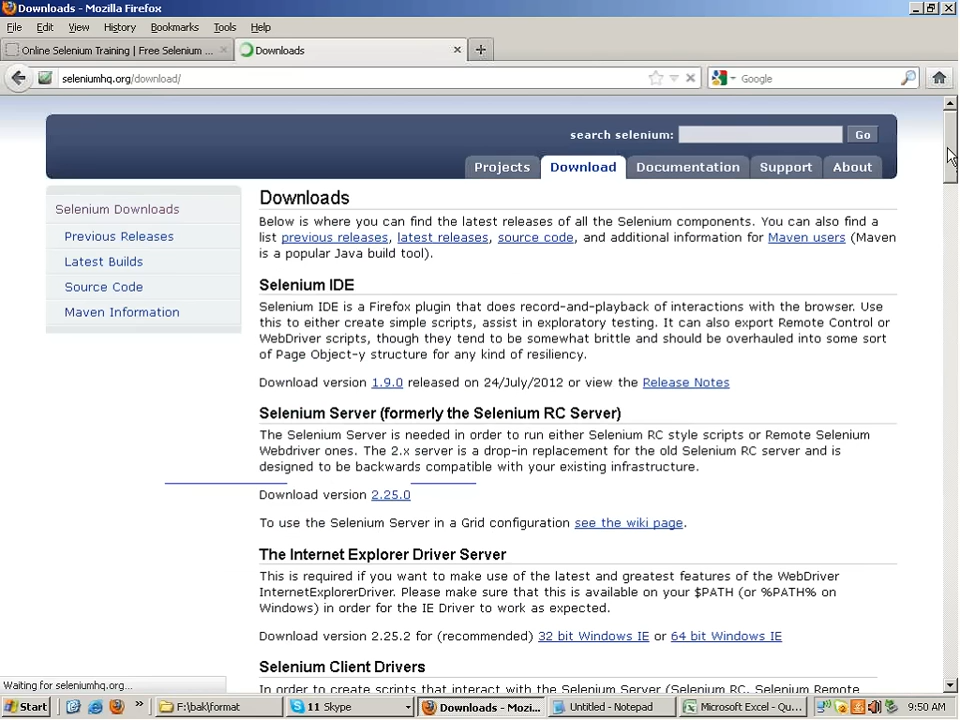 Downloads - Mozilla Firefox
File Edit View History Bookmarks Tools Help
Online Selenium Training | Free Selenium ...
Downloads
seleniumhq.org/download/
Google
search selenium:
Go
Projects Download Documentation Support About
Selenium Downloads
Previous Releases
Latest Builds
Source Code
Maven Information
Downloads
Below is where you can find the latest releases of all the Selenium components. You can also find a
list previous releases, latest releases, source code, and additional information for Maven users (Maven
is a popular Java build tool).
Selenium IDE
Selenium IDE is a Firefox plugin that does record-and-playback of interactions with the browser. Use
this to either create simple scripts, assist in exploratory testing. It can also export Remote Control or
WebDriver scripts, though they tend to be somewhat brittle and should be overhauled into some sort
of Page Object-y structure for any kind of resiliency.
Download version 1.9.0 released on 24/July/2012 or view the Release Notes
Selenium Server (formerly the Selenium RC Server)
The Selenium Server is needed in order to run either Selenium RC style scripts or Remote Selenium
Webdriver ones. The 2.x server is a drop-in replacement for the old Selenium RC server and is
designed to be backwards compatible with your existing infrastructure.
Download version 2.25.0
To use the Selenium Server in a Grid configuration see the wiki page.
The Internet Explorer Driver Server
This is required if you want to make use of the latest and greatest features of the WebDriver
InternetExplorerDriver. Please make sure that this is available on your $PATH (or %PATH% on
Windows) in order for the IE Driver to work as expected.
Download version 2.25.2 for (recommended) 32 bit Windows IE or 64 bit Windows IE
Selenium Client Drivers
In order to create scripts that interact with the Selenium Server (Selenium RC, Selenium Remote
Waiting for seleniumhq.org...
Start
F:\bak\format
11 Skype
Downloads - Mozi...
Untitled - Notepad
Microsoft Excel - Qu...
9:50 AM